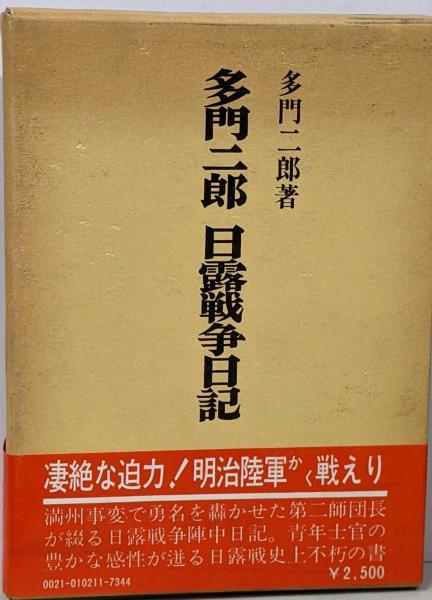 多門二郎著
多門二郎 日露戦争日記
凄絶な迫力！明治陸軍かく戦えり
満州事変で勇名を轟かせた第二師団長
が綴る日露戦争陣中日記。青年士官の
豊かな感性が迸る日露戦史上不朽の書
0021-010211-7344
￥2,500